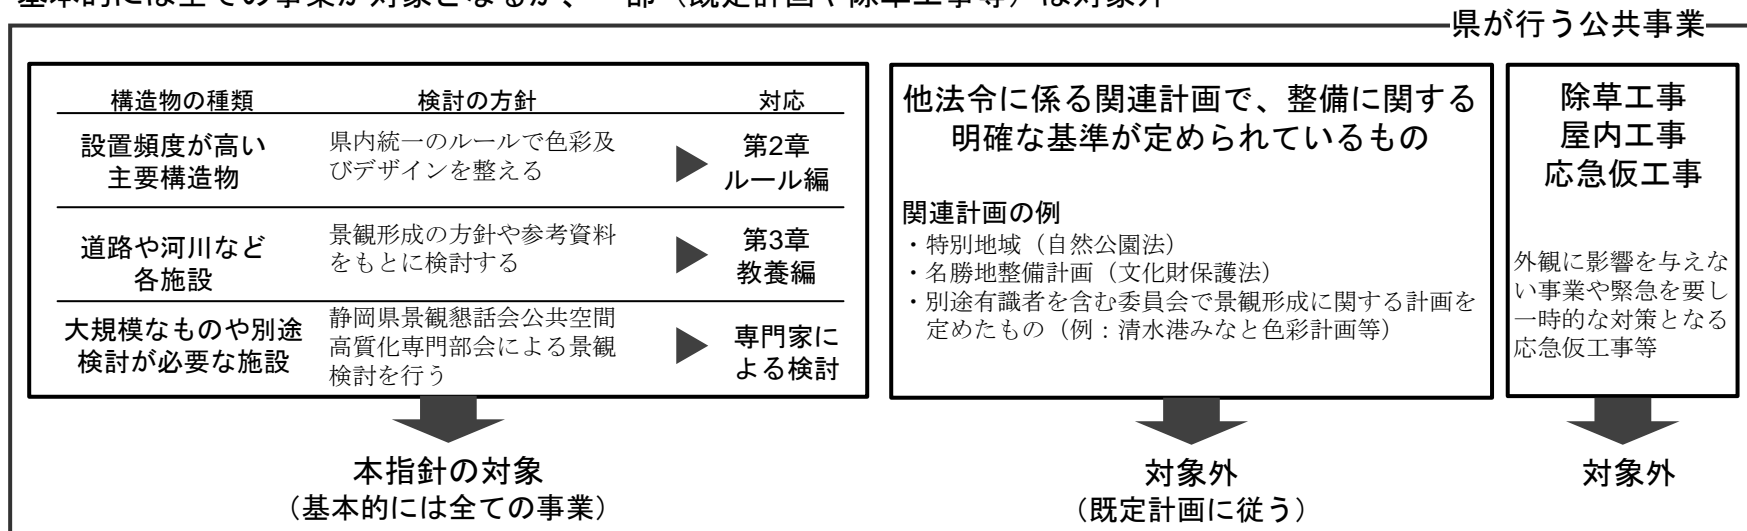 基本的には全ての事業が対象となるが、一部（既定計画や除草工事等）は対象外
県が行う公共事業
構造物の種類
検討の方針
対応
設置頻度が高い
主要構造物
県内統一のルールで色彩及
びデザインを整える
第2章
ルール編
道路や河川など
各施設
景観形成の方針や参考資料
をもとに検討する
第3章
教養編
大規模なものや別途
検討が必要な施設
静岡県景観懇話会公共空間
高質化専門部会による景観
検討を行う
専門家に
よる検討
本指針の対象
（基本的には全ての事業）
他法令に係る関連計画で、整備に関する
明確な基準が定められているもの
関連計画の例
・特別地域（自然公園法）
・名勝地整備計画（文化財保護法）
・別途有識者を含む委員会で景観形成に関する計画を
定めたもの（例：清水港みなと色彩計画等）
対象外
（既定計画に従う）
除草工事
屋内工事
応急仮工事
外観に影響を与えな
い事業や緊急を要し
一時的な対策となる
応急仮工事等
対象外